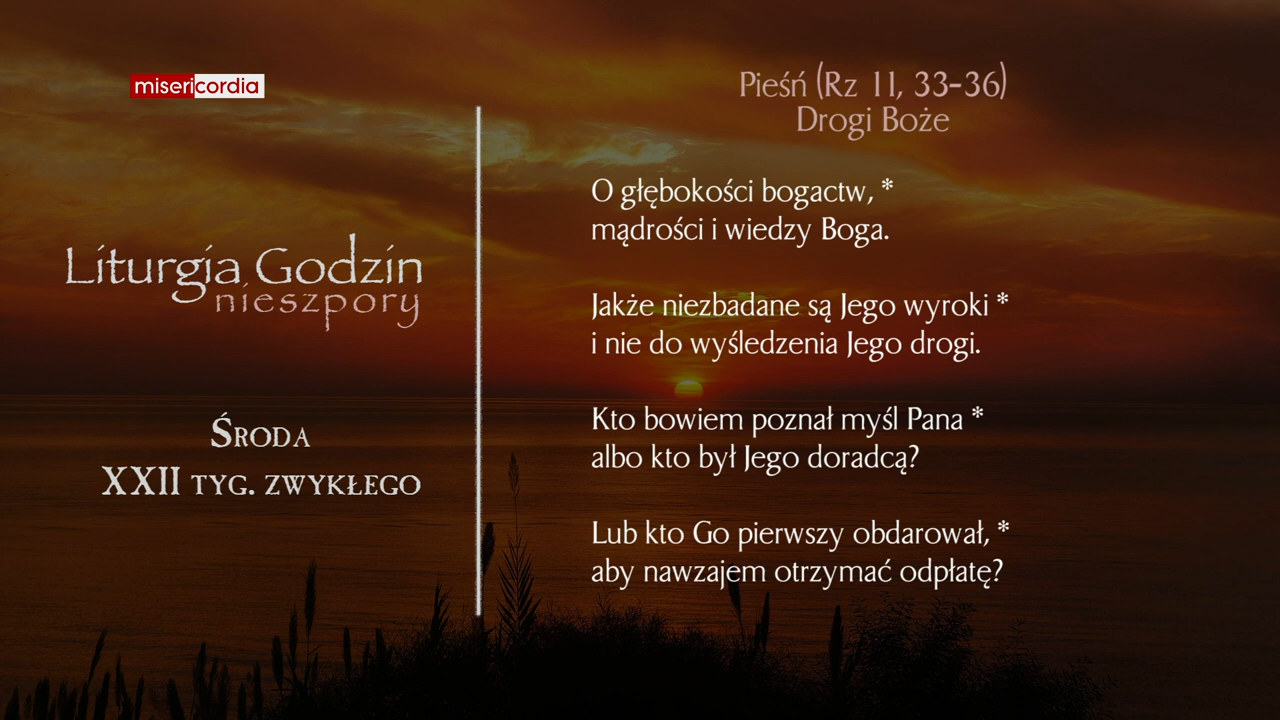 misericordia
Liturgia Godzin
nieszpory
Środa
XXII tyg. zwykłego
Pieśń (Rz 11, 33-36)
Drogi Boże
O głębokości bogactw, *
mądrości i wiedzy Boga.
Jakże niezbadane są Jego wyroki *
i nie do wyśledzenia Jego drogi.
Kto bowiem poznał myśl Pana *
albo kto był Jego doradcą?
Lub kto Go pierwszy obdarował, *
aby nawzajem otrzymać odpłatę?